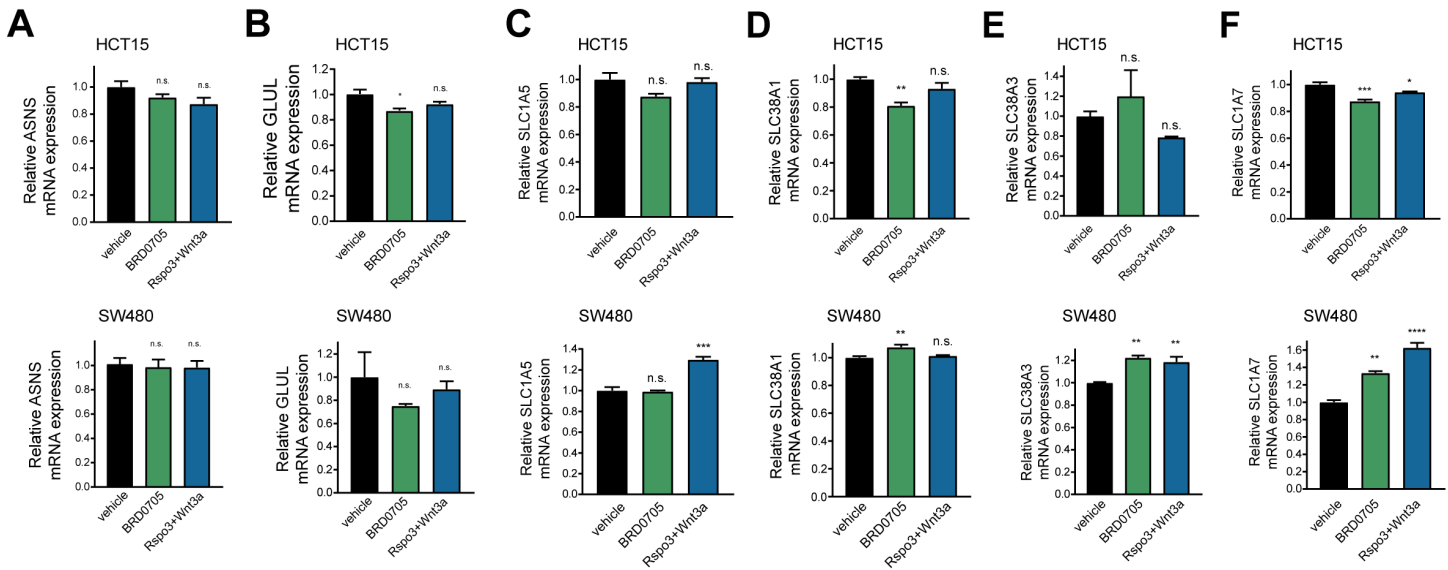 A
HCT15
Relative ASNS
mRNA expression
1.2
1.0
0.8
0.6
0.4
0.2
0.0
n.s.
n.s.
vehicle
BRD0705
Rspo3+Wnt3a
B
HCT15
Relative GLUL
mRNA expression
1.2
1.0
0.8
0.6
0.4
0.2
0.0
*
n.s.
vehicle
BRD0705
Rspo3+Wnt3a
C
HCT15
Relative SLC1A5
mRNA expression
1.2
1.0
0.8
0.6
0.4
0.2
0.0
n.s.
n.s.
vehicle
BRD0705
Rspo3+Wnt3a
D
HCT15
Relative SLC38A1
mRNA expression
1.2
1.0
0.8
0.6
0.4
0.2
0.0
**
n.s.
vehicle
BRD0705
Rspo3+Wnt3a
E
HCT15
Relative SLC38A3
mRNA expression
1.4
1.2
1.0
0.8
0.6
0.4
0.2
0.0
n.s.
n.s.
vehicle
BRD0705
Rspo3+Wnt3a
F
HCT15
Relative SLC1A7
mRNA expression
1.2
1.0
0.8
0.6
0.4
0.2
0.0
***
*
vehicle
BRD0705
Rspo3+Wnt3a
SW480
Relative ASNS
mRNA expression
1.2
1.0
0.8
0.6
0.4
0.2
0.0
n.s.
n.s.
vehicle
BRD0705
Rspo3+Wnt3a
SW480
Relative GLUL
mRNA expression
1.2
1.0
0.8
0.6
0.4
0.2
0.0
n.s.
n.s.
vehicle
BRD0705
Rspo3+Wnt3a
SW480
Relative SLC1A5
mRNA expression
1.4
1.2
1.0
0.8
0.6
0.4
0.2
0.0
n.s.
***
vehicle
BRD0705
Rspo3+Wnt3a
SW480
Relative SLC38A1
mRNA expression
1.2
1.0
0.8
0.6
0.4
0.2
0.0
**
n.s.
vehicle
BRD0705
Rspo3+Wnt3a
SW480
Relative SLC38A3
mRNA expression
1.2
1.0
0.8
0.6
0.4
0.2
0.0
**
**
vehicle
BRD0705
Rspo3+Wnt3a
SW480
Relative SLC1A7
mRNA expression
1.6
1.4
1.2
1.0
0.8
0.6
0.4
0.2
0.0
**
****
vehicle
BRD0705
Rspo3+Wnt3a